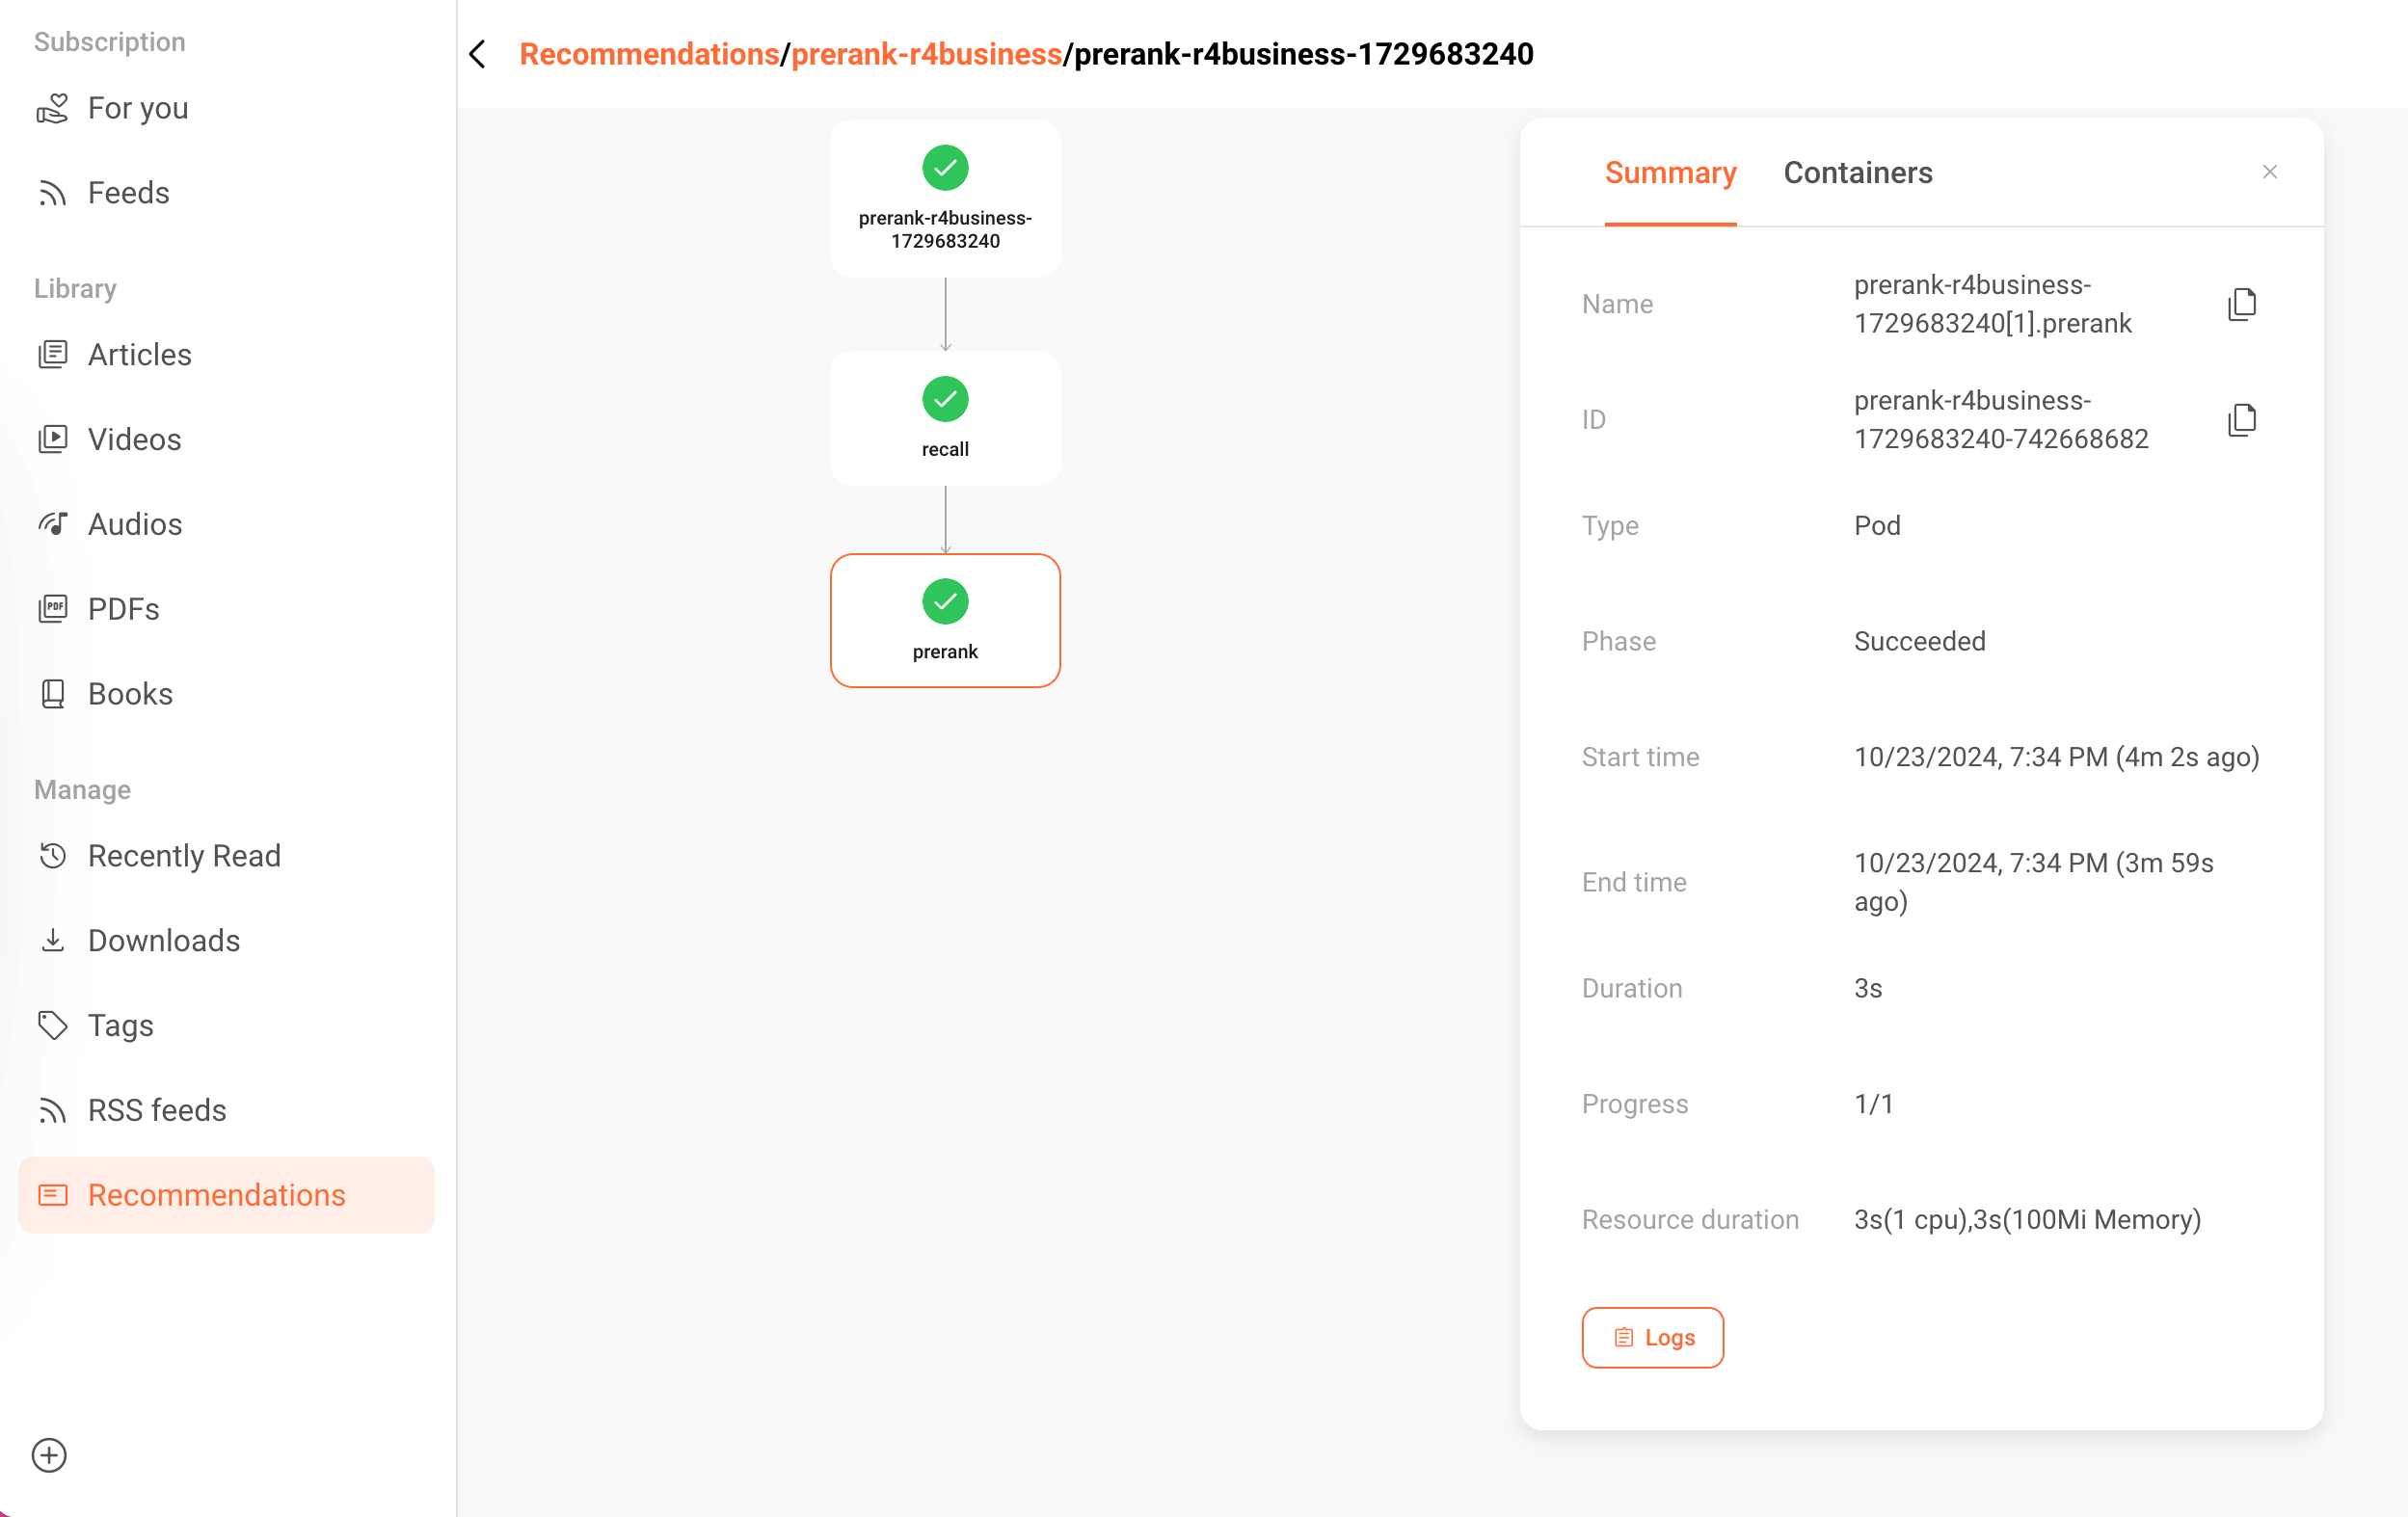 Subscription
For you
Feeds
Library
Articles
Videos
Audios
PDF
PDFs
Books
Manage
Recently Read
Downloads
Tags
RSS feeds
Recommendations
Recommendations/prerank-r4business/prerank-r4business-1729683240
prerank-r4business-
1729683240
recall
prerank
Summary
Containers
Name
prerank-r4business-
1729683240[1].prerank
ID
prerank-r4business-
1729683240-742668682
Type
Pod
Phase
Succeeded
Start time
10/23/2024, 7:34 PM (4m 2s ago)
End time
10/23/2024, 7:34 PM (3m 59s
ago)
Duration
3s
Progress
1/1
Resource duration
3s(1 cpu),3s(100Mi Memory)
Logs